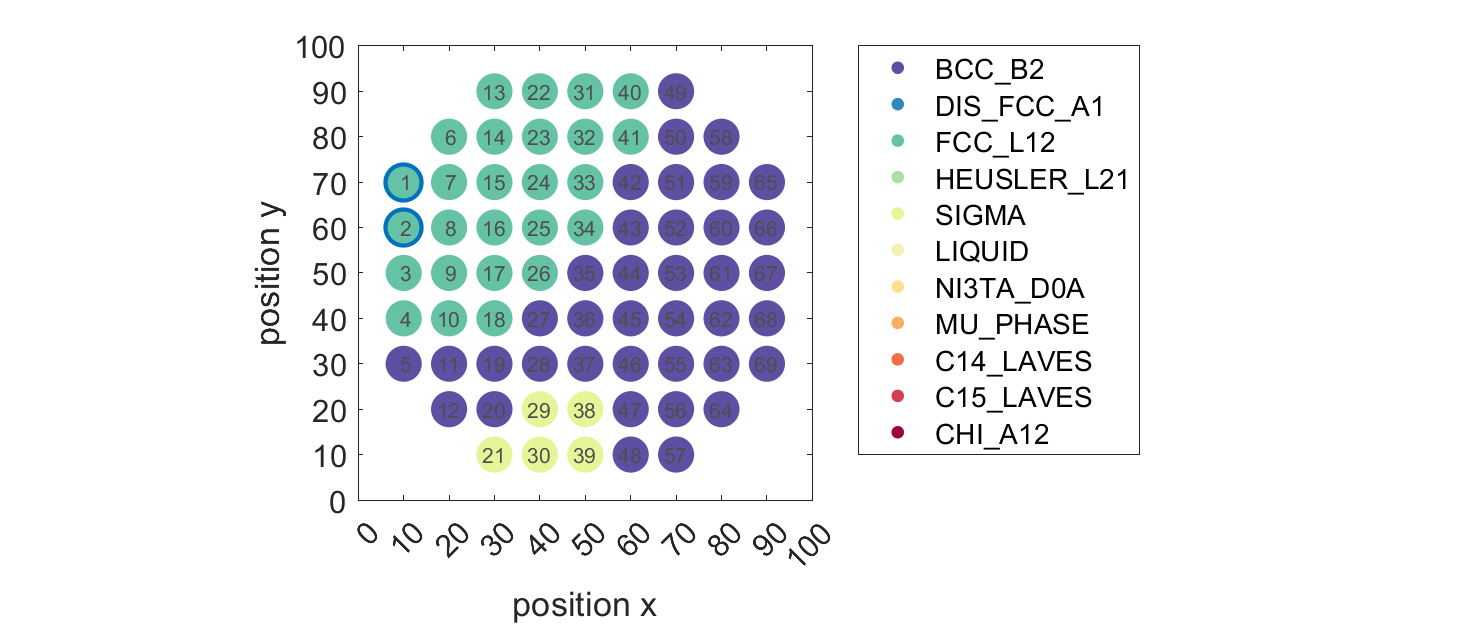 100
90
80
70
60
50
40
30
20
10
0
13 22 31 40 49
6 14 23 32 41 50 58
1 7 15 24 33 42 51 59 65
2 8 16 25 34 43 52 60 66
3 9 17 26 35 44 53 61 67
4 10 18 27 36 45 54 62 68
5 11 19 28 37 46 55 63 69
12 20 29 38 47 56 64
21 30 39 48 57
0 10 20 30 40 50 60 70 80 90 100
position x
position y
BCC_B2
DIS_FCC_A1
FCC_L12
HEUSLER_L21
SIGMA
LIQUID
NI3TA_D0A
MU_PHASE
C14_LAVES
C15_LAVES
CHI_A12